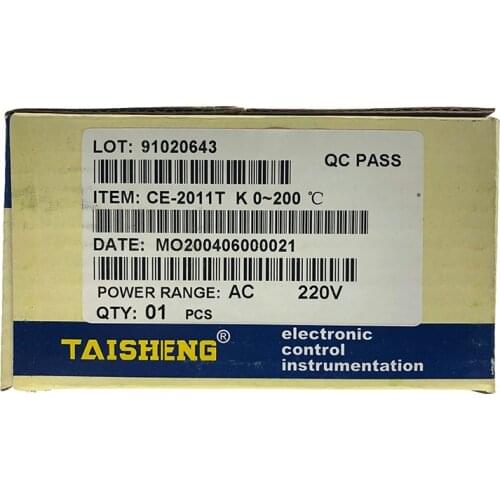 LOT: 91020643
QC PASS
ITEM: CE-2011T K 0~200 ℃
DATE: MO200406000021
POWER RANGE: AC 220V
QTY: 01 PCS
TAISHENG®
electronic
control
instrumentation